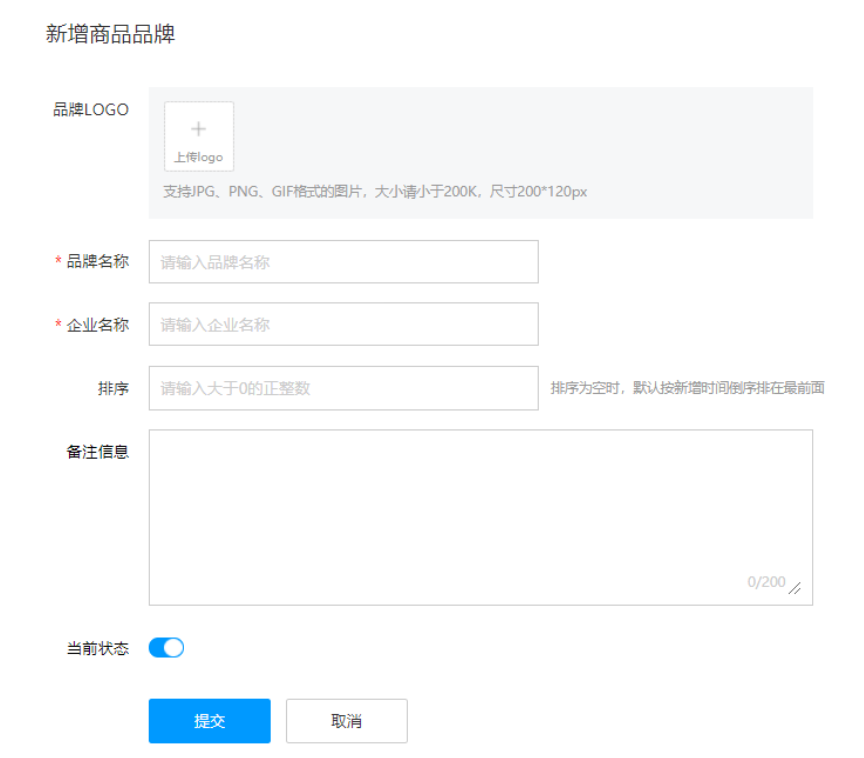 新增商品品牌
品牌LOGO
+
上传logo
支持JPG、PNG、GIF格式的图片，大小请小于200K，尺寸200*120px
* 品牌名称 请输入品牌名称
* 企业名称 请输入企业名称
排序 请输入大于0的正整数 排序为空时，默认按新增时间倒序排在最前面
备注信息
0/200
当前状态
提交 取消